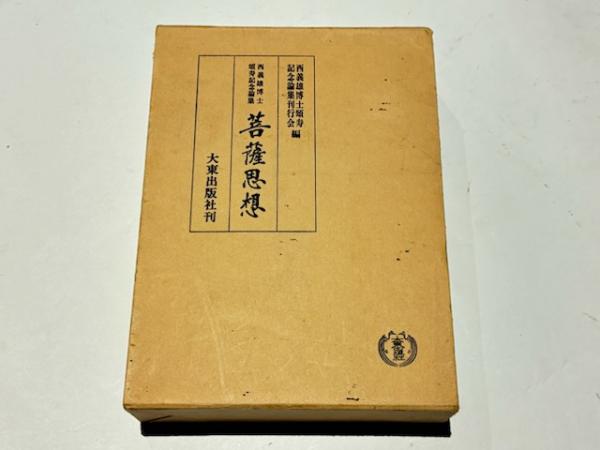 西義雄博士頌寿
記念論集刊行会 編
西義雄博士
頌寿記念論集
菩薩思想
大東出版社刊